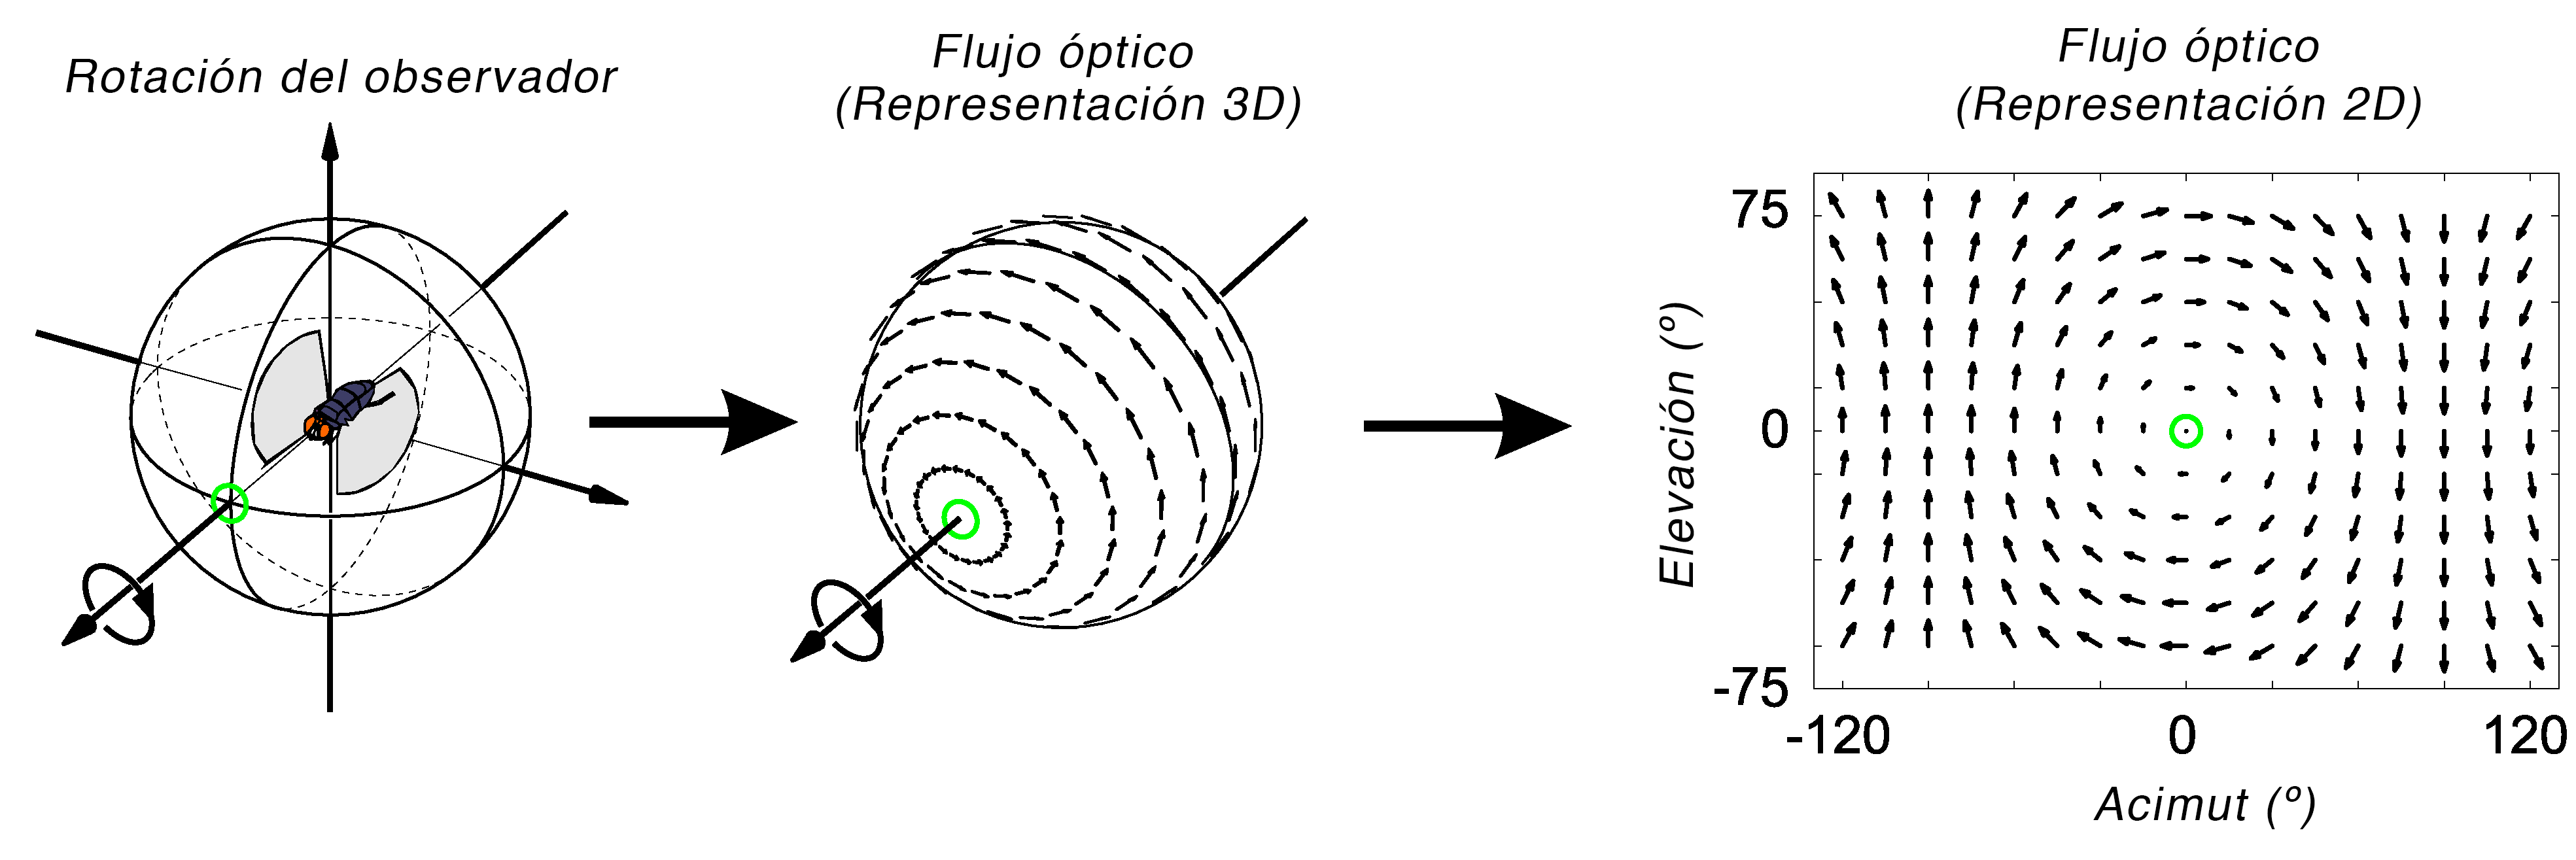 Rotación del observador
Flujo óptico
(Representación 3D)
Flujo óptico
(Representación 2D)
75
0
-75
Elevación (º)
-120
0
120
Acimut (º)